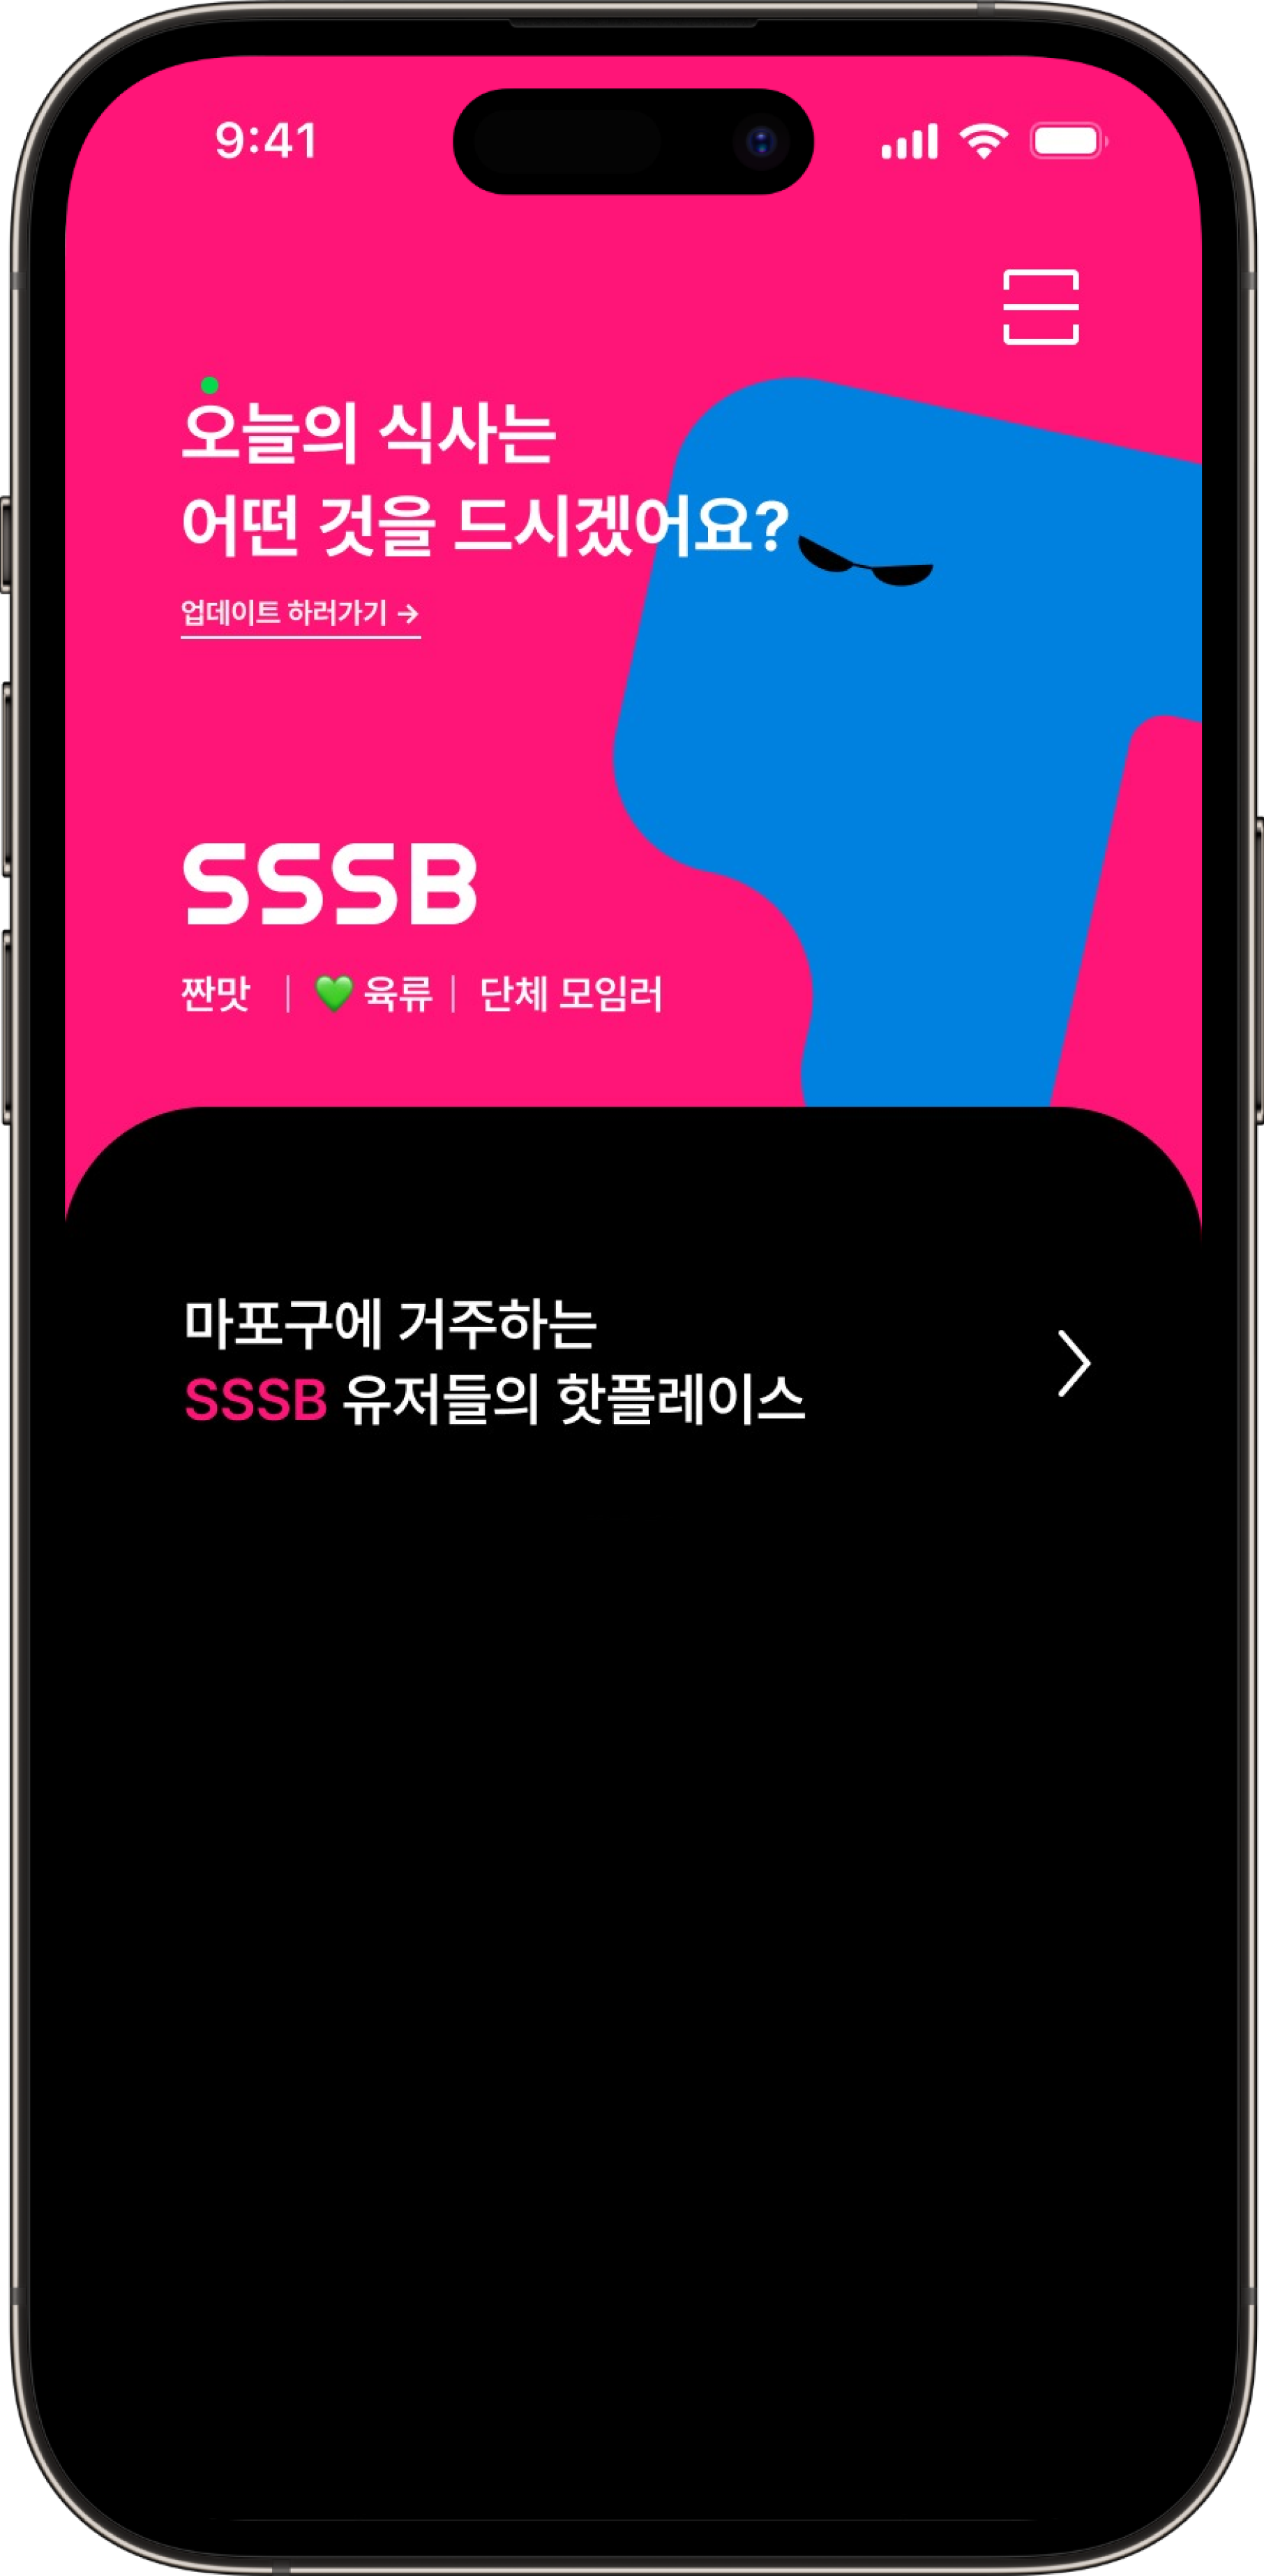 9:41
오늘의 식사는
어떤 것을 드시겠어요?
업데이트 하러가기 →
SSSB
짠맛 | 💚 육류 | 단체 모임러
마포구에 거주하는
SSSB 유저들의 핫플레이스